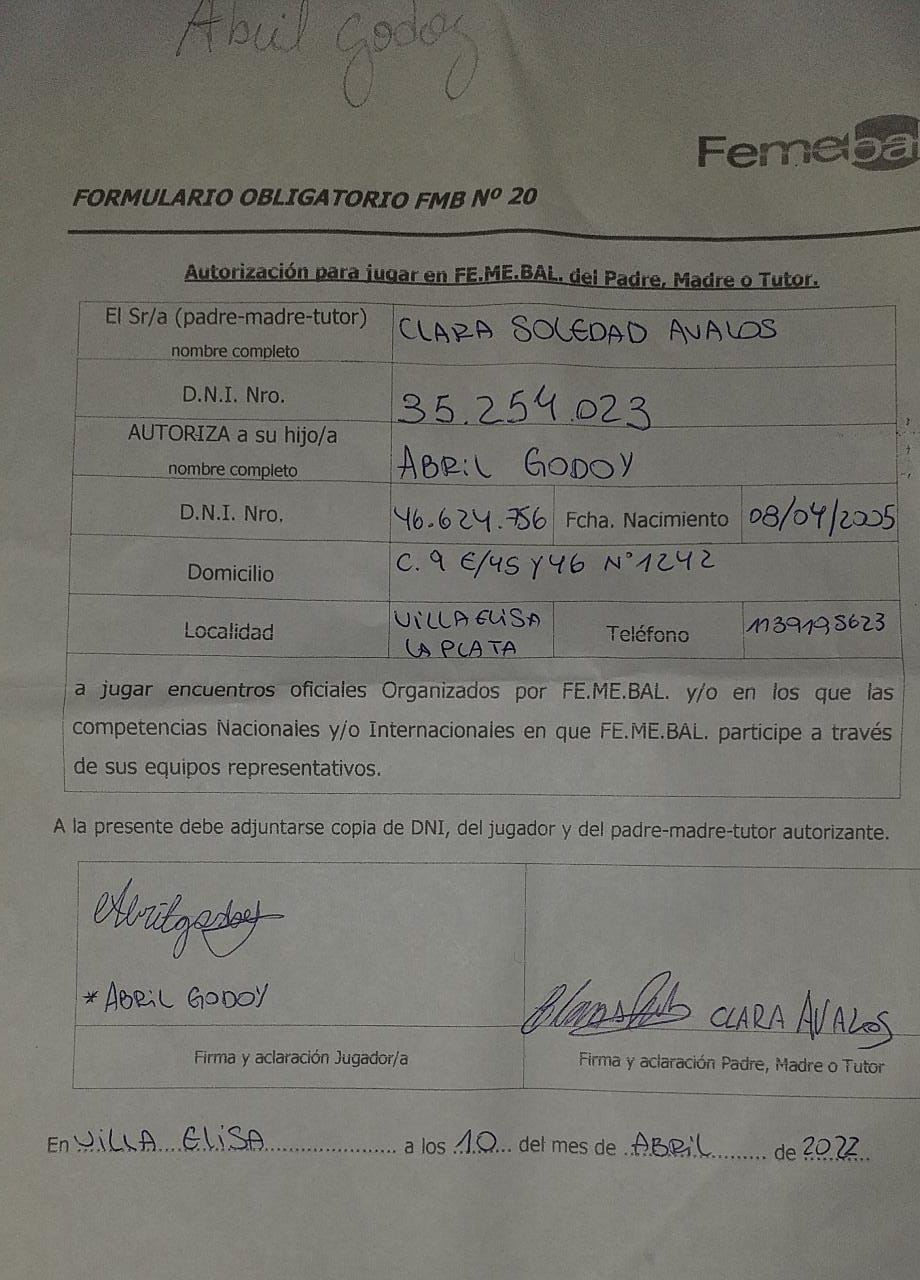 Abril Godoy
Femeba
FORMULARIO OBLIGATORIO FMB Nº 20
Autorización para jugar en FE.ME.BAL. del Padre, Madre o Tutor.
El Sr/a (padre-madre-tutor) nombre completo CLARA SOLEDAD AVALOS
D.N.I. Nro. 35.254.023
AUTORIZA a su hijo/a nombre completo ABRiL GODOY
D.N.I. Nro. 46.624.756 Fcha. Nacimiento 08/04/2005
Domicilio C. 9 E/45 Y 46 N° 1242
Localidad ViLLA ELiSA LA PLATA Teléfono 1139195623
a jugar encuentros oficiales Organizados por FE.ME.BAL. y/o en los que las
competencias Nacionales y/o Internacionales en que FE.ME.BAL. participe a través
de sus equipos representativos.
A la presente debe adjuntarse copia de DNI, del jugador y del padre-madre-tutor autorizante.
Abril godoy
* ABRiL GODOY
CLARA AVALOS
Firma y aclaración Jugador/a
Firma y aclaración Padre, Madre o Tutor
En ViLLA ELiSA a los 10 del mes de ABRiL de 2022